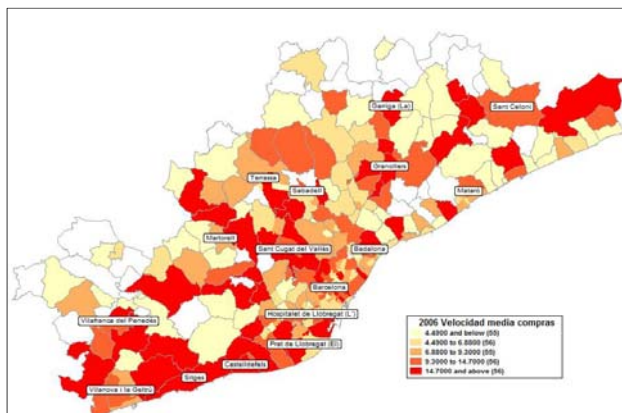 Garriga (La)
Sant Celoni
Granollers
Terrassa
Sabadell
Mataró
Martorell
Sant Cugat del Vallès
Badalona
Barcelona
Hospitalet de Llobregat (L')
Vilafranca del Penedès
Prat de Llobregat (El)
Castelldefels
Sitges
Vilanova i la Geltrú
2006 Velocidad media compras
4.4900 and below (55)
4.4900 to 6.8800 (56)
6.8800 to 9.3000 (55)
9.3000 to 14.7000 (56)
14.7000 and above (56)